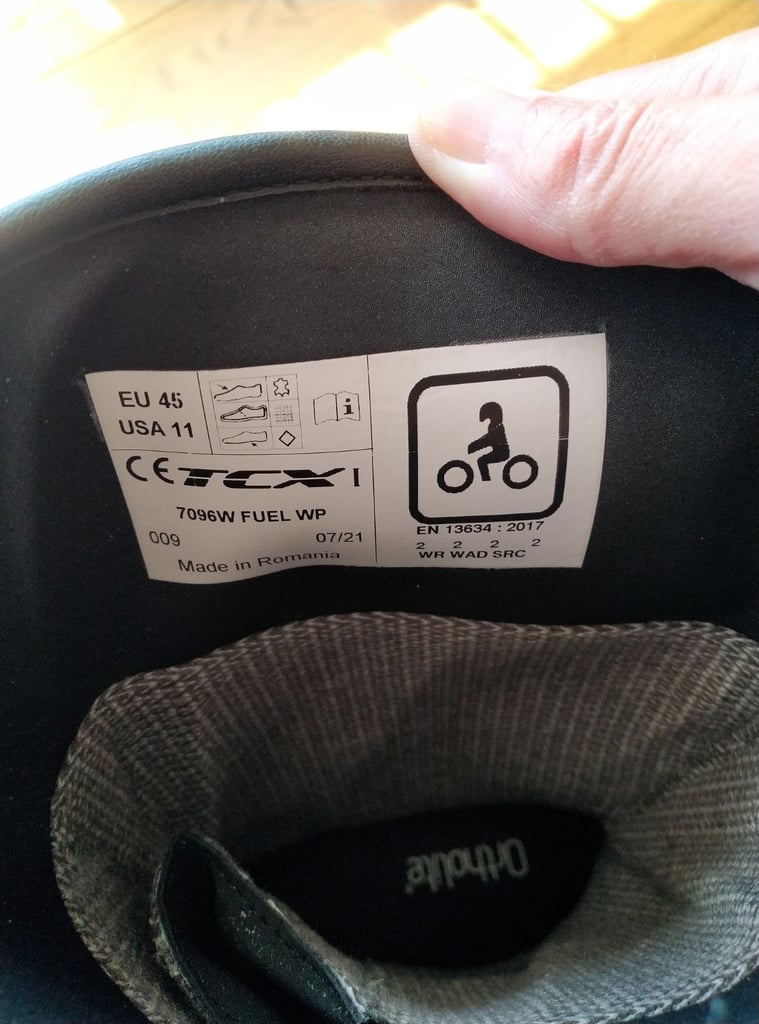 EU 45
USA 11
i
CE TCX I
7096W FUEL WP
009 07/21
Made in Romania
EN 13634 : 2017
2 2 2 2
WR WAD SRC
OrthoLite